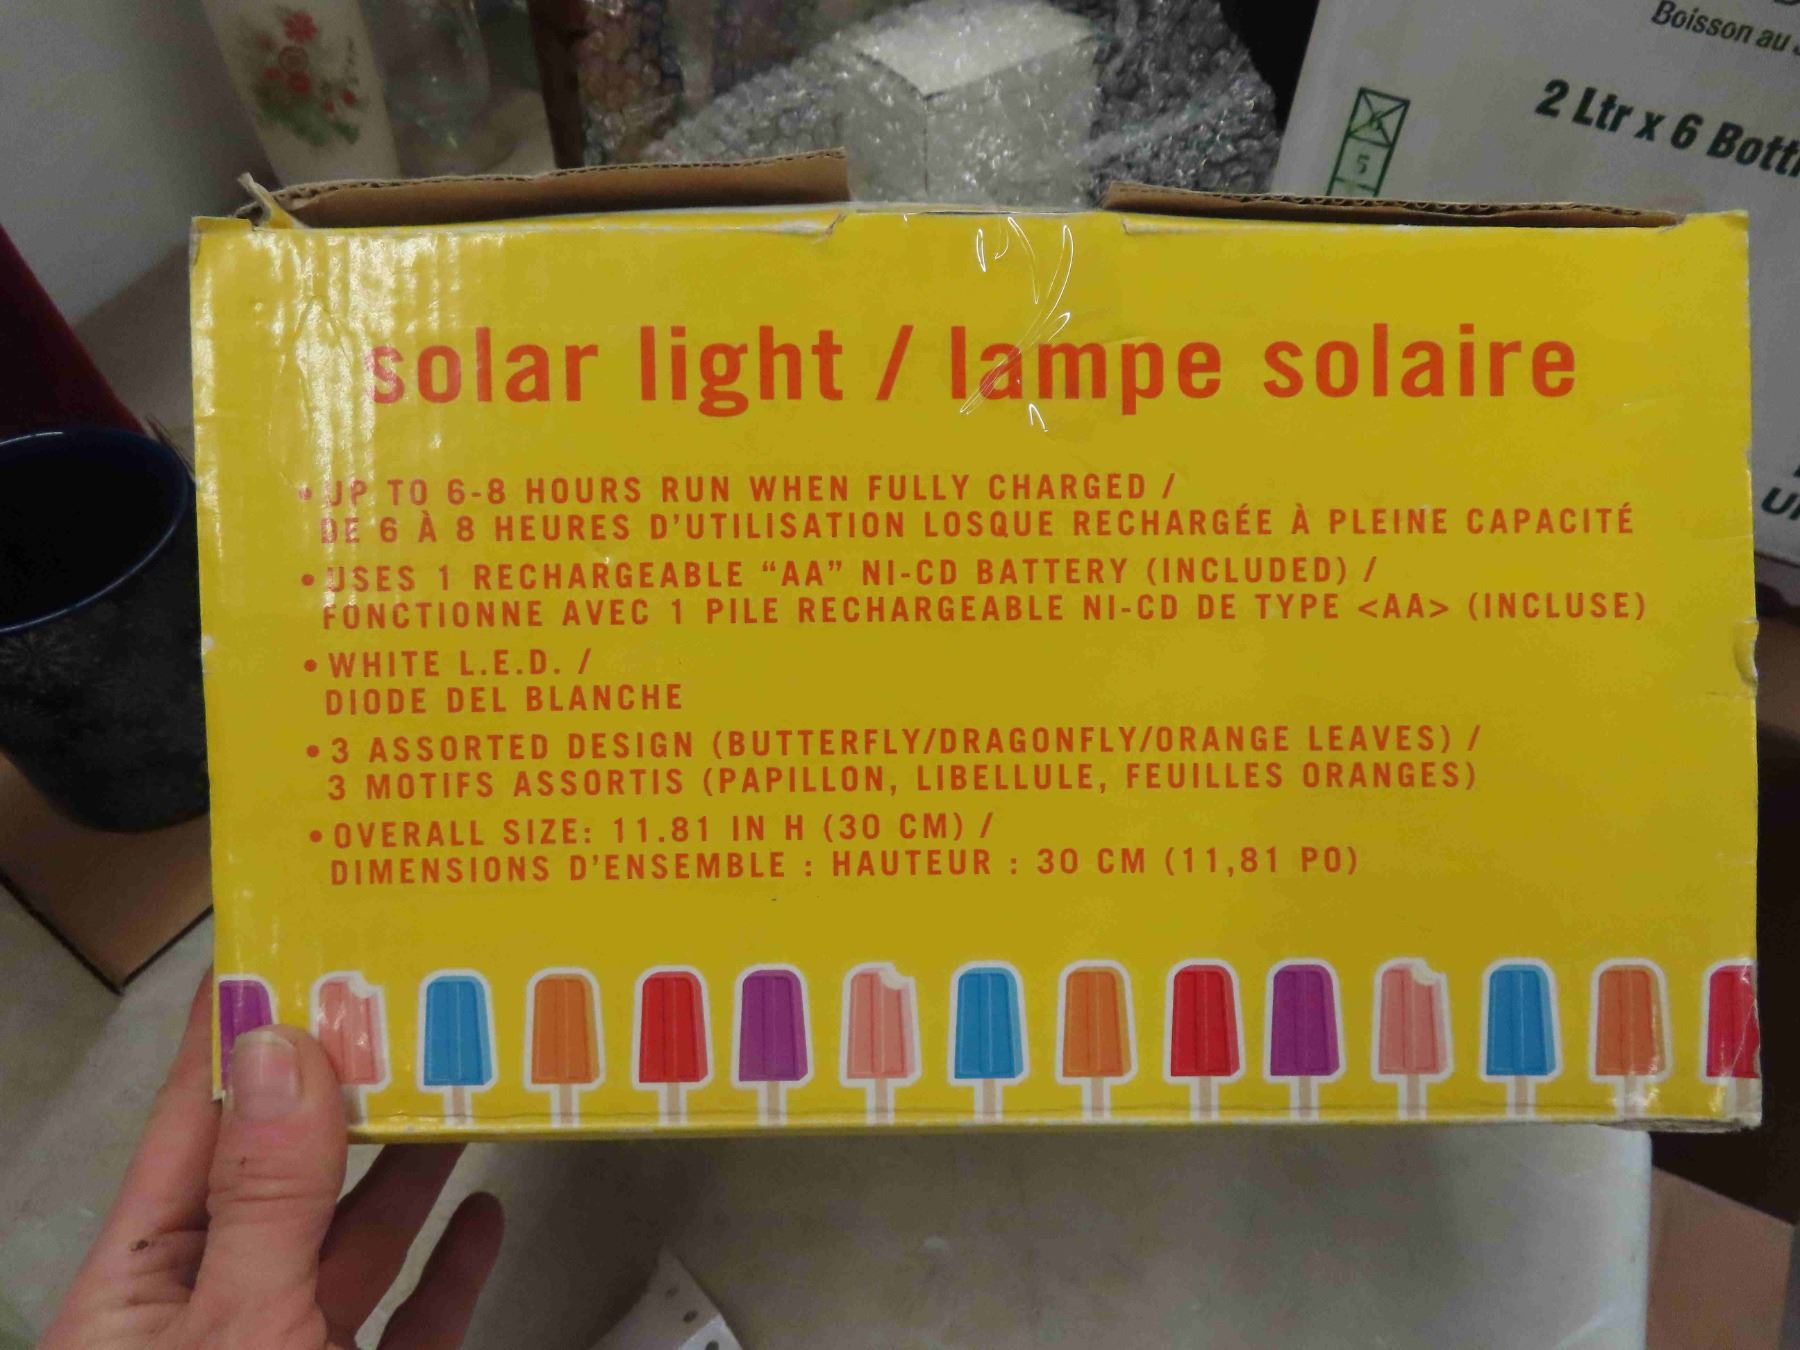 Boisson au
2 Ltr x 6 Bott
5
solar light / lampe solaire
• UP TO 6-8 HOURS RUN WHEN FULLY CHARGED /
DE 6 À 8 HEURES D'UTILISATION LOSQUE RECHARGÉE À PLEINE CAPACITÉ
• USES 1 RECHARGEABLE “AA” NI-CD BATTERY (INCLUDED) /
FONCTIONNE AVEC 1 PILE RECHARGEABLE NI-CD DE TYPE <AA> (INCLUSE)
• WHITE L.E.D. /
DIODE DEL BLANCHE
• 3 ASSORTED DESIGN (BUTTERFLY/DRAGONFLY/ORANGE LEAVES) /
3 MOTIFS ASSORTIS (PAPILLON, LIBELLULE, FEUILLES ORANGES)
• OVERALL SIZE: 11.81 IN H (30 CM) /
DIMENSIONS D'ENSEMBLE : HAUTEUR : 30 CM (11,81 PO)